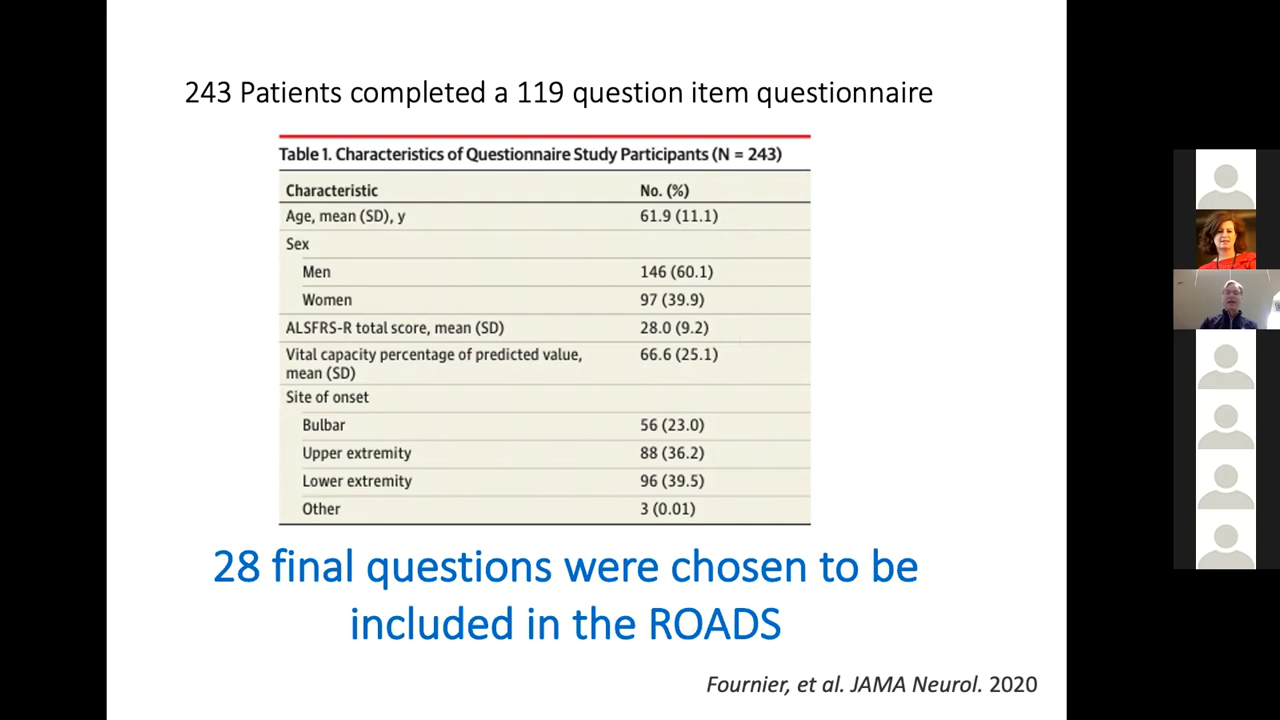 243 Patients completed a 119 question item questionnaire
Table 1. Characteristics of Questionnaire Study Participants (N = 243)
Characteristic No. (%)
Age, mean (SD), y 61.9 (11.1)
Sex
Men 146 (60.1)
Women 97 (39.9)
ALSFRS-R total score, mean (SD) 28.0 (9.2)
Vital capacity percentage of predicted value, 66.6 (25.1)
mean (SD)
Site of onset
Bulbar 56 (23.0)
Upper extremity 88 (36.2)
Lower extremity 96 (39.5)
Other 3 (0.01)
28 final questions were chosen to be
included in the ROADS
Fournier, et al. JAMA Neurol. 2020